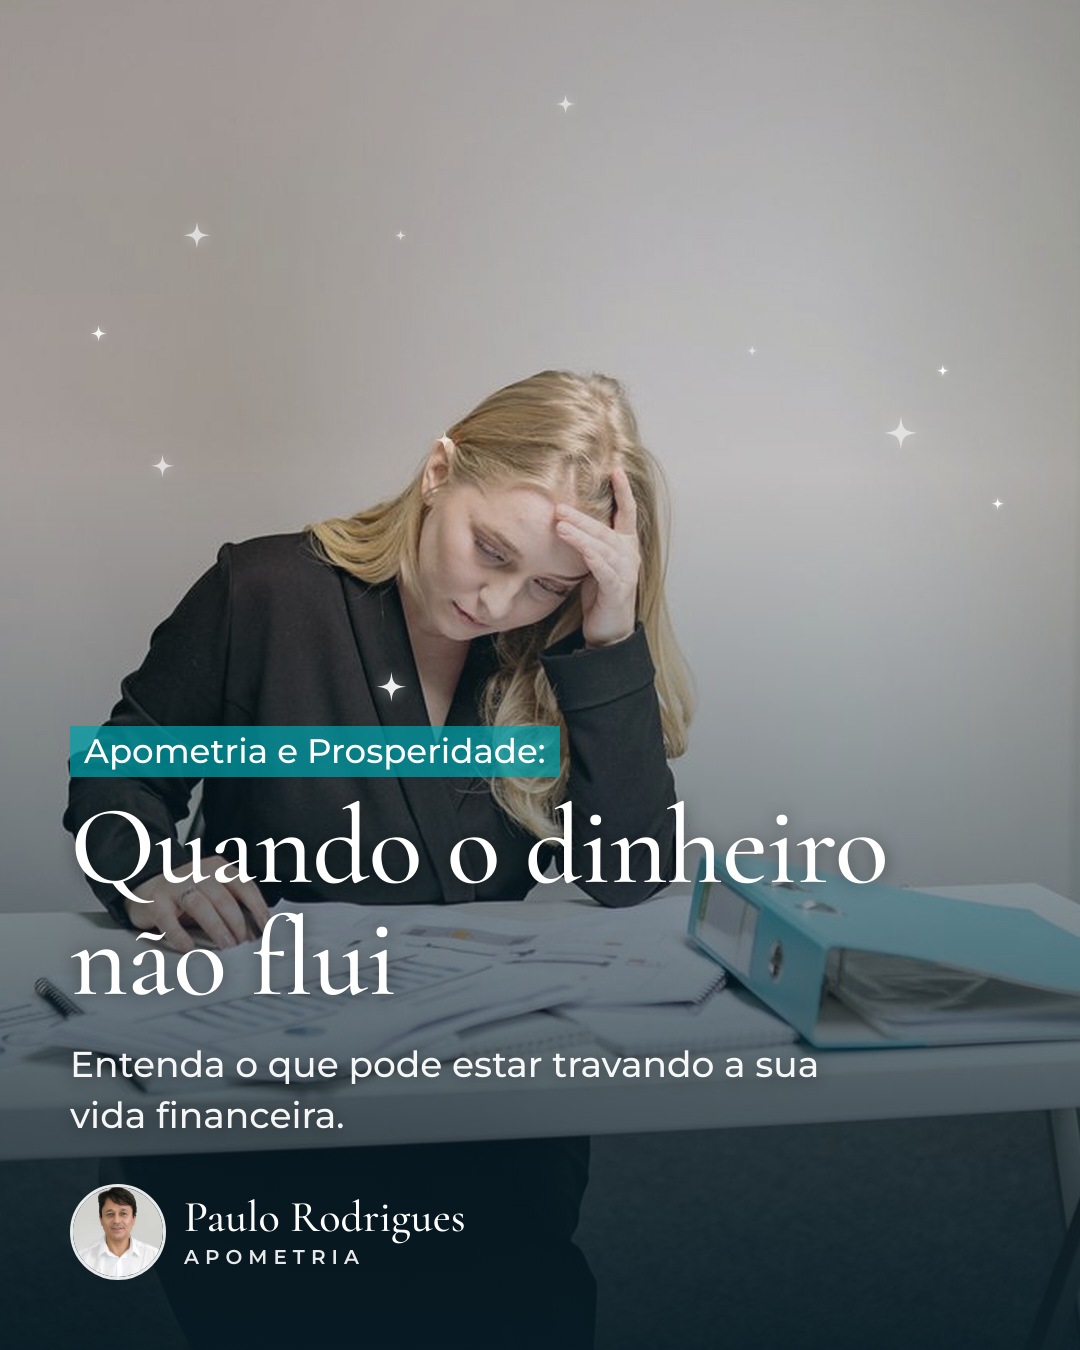 Apometria e Prosperidade:
Quando o dinheiro
não flui
Entenda o que pode estar travando a sua
vida financeira.
Paulo Rodrigues
APOMETRIA